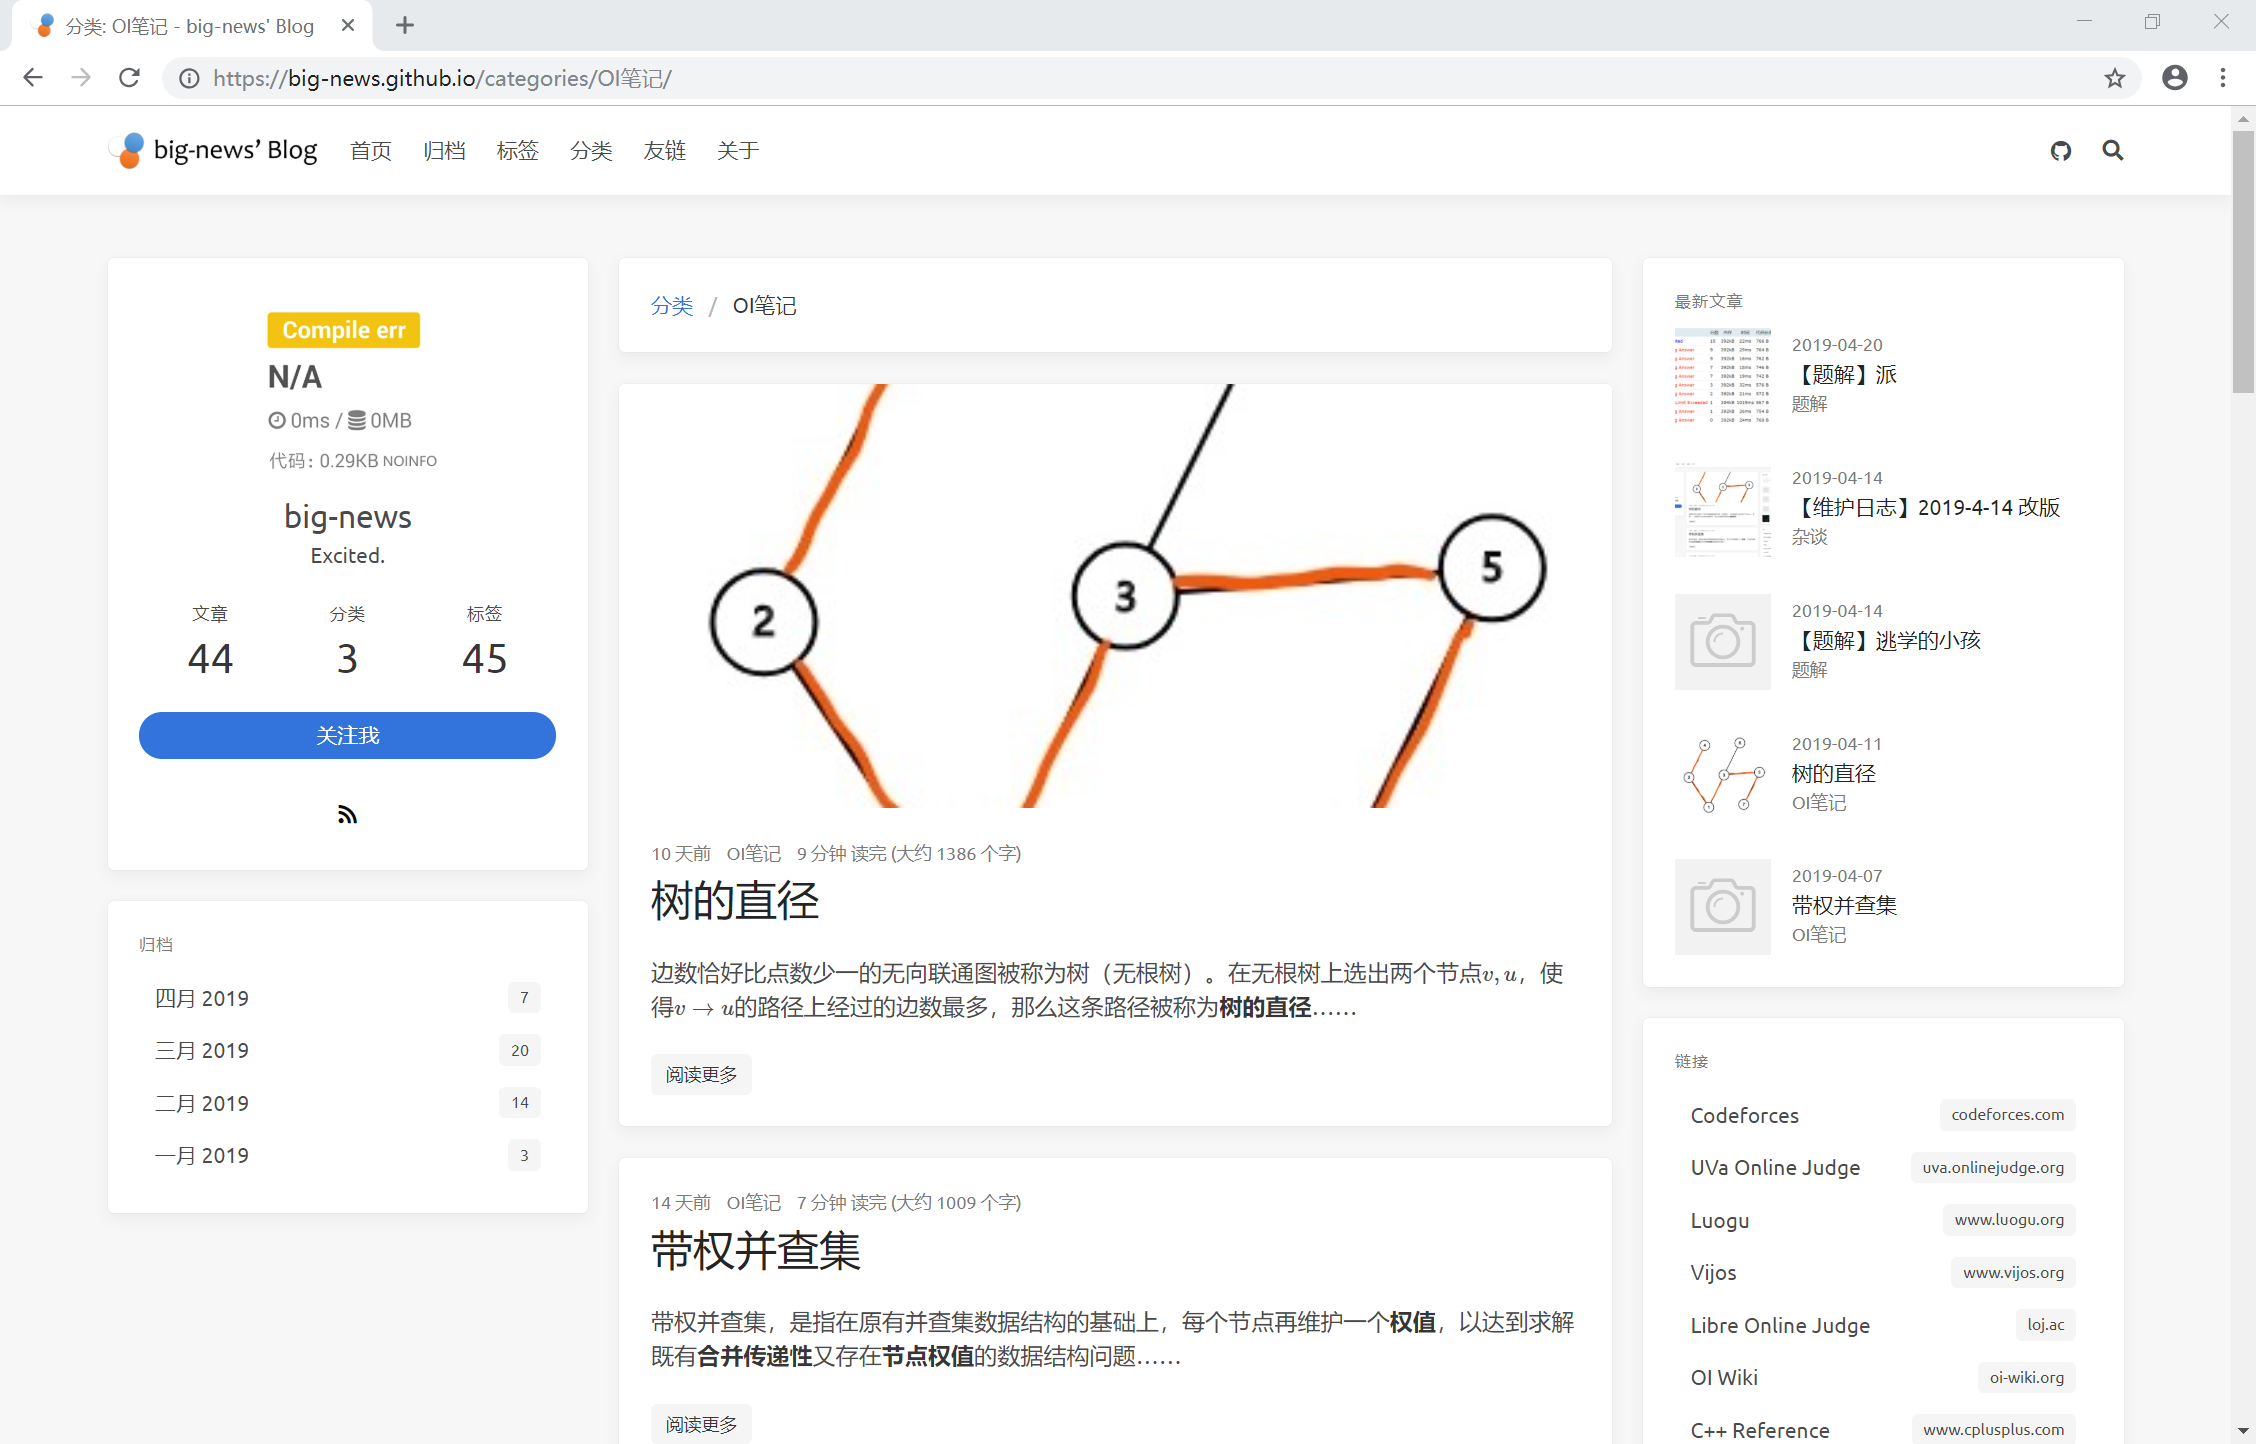 分类: OI笔记 - big-news' Blog
https://big-news.github.io/categories/OI笔记/
big-news’ Blog
首页
归档
标签
分类
友链
关于
Compile err
N/A
0ms / 0MB
代码: 0.29KB NOINFO
big-news
Excited.
文章 分类 标签
44 3 45
关注我
归档
四月 2019 7
三月 2019 20
二月 2019 14
一月 2019 3
分类 / OI笔记
2
3
5
10 天前 OI笔记 9 分钟 读完 (大约 1386 个字)
树的直径
边数恰好比点数少一的无向联通图被称为树（无根树）。在无根树上选出两个节点v, u，使
得v → u的路径上经过的边数最多，那么这条路径被称为树的直径……
阅读更多
14 天前 OI笔记 7 分钟 读完 (大约 1009 个字)
带权并查集
带权并查集，是指在原有并查集数据结构的基础上，每个节点再维护一个权值，以达到求解
既有合并传递性又存在节点权值的数据结构问题……
阅读更多
最新文章
2019-04-20
【题解】派
题解
2019-04-14
【维护日志】2019-4-14 改版
杂谈
2019-04-14
【题解】逃学的小孩
题解
2019-04-11
树的直径
OI笔记
2019-04-07
带权并查集
OI笔记
链接
Codeforces codeforces.com
UVa Online Judge uva.onlinejudge.org
Luogu www.luogu.org
Vijos www.vijos.org
Libre Online Judge loj.ac
OI Wiki oi-wiki.org
C++ Reference www.cplusplus.com